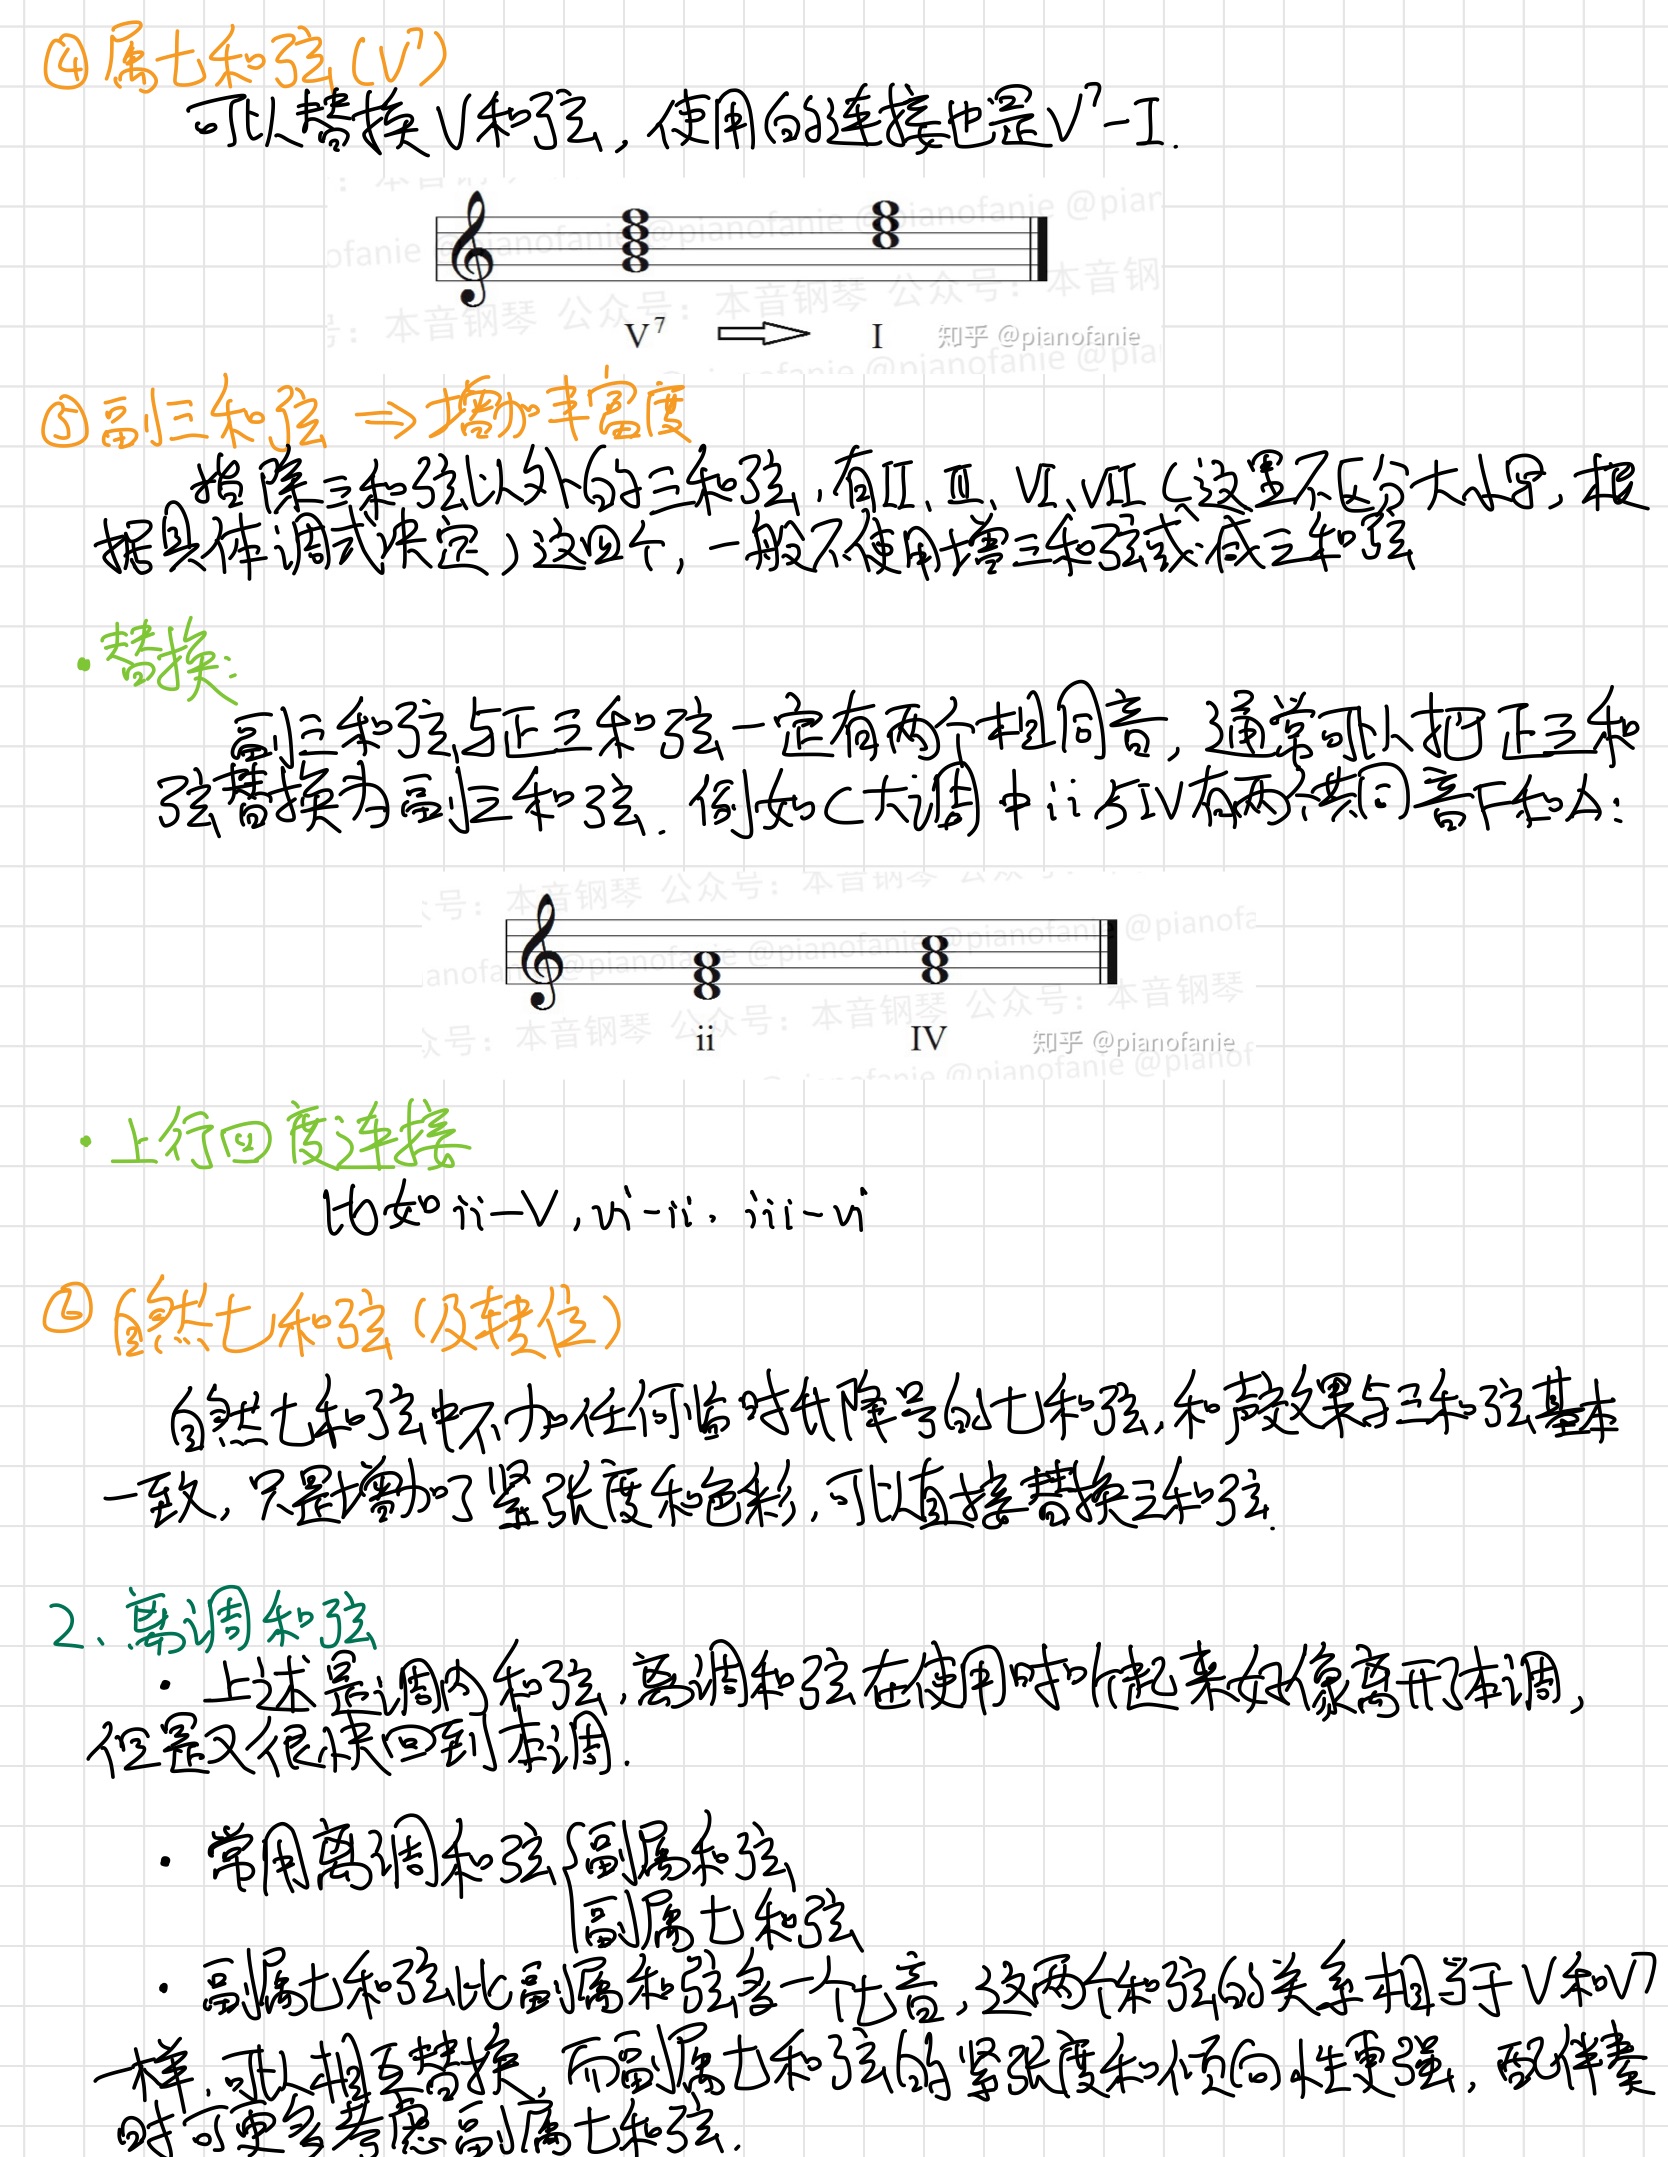 ④属七和弦(V⁷)
可以替换V和弦,使用的连接也是V⁷-I.
V⁷ I 知乎 @pianofanie
⑤副三和弦 ⇒增加丰富度
指除三和弦以外的三和弦,有II、III、VI、VII(这里不区分大小写,根
据具体调式决定)这四个,一般不使用增三和弦或减三和弦
·替换:
副三和弦与正三和弦一定有两个相同音,通常可以把正三和
弦替换为副三和弦.例如C大调中ii与IV有两个共同音F和A:
ii IV 知乎 @pianofanie
·上行四度连接
比如ii-V,vi-ii.iii-vi
⑥自然七和弦(及转位)
自然七和弦中不加任何临时升降号的七和弦,和声效果与三和弦基本
一致,只是增加了紧张度和色彩,可以直接替换三和弦.
2、离调和弦
·上述是调内和弦,离调和弦在使用时听起来好像离开了本调,
但是又很快回到本调.
·常用离调和弦{副属和弦
副属七和弦
·副属七和弦比副属和弦多一个七音,这两个和弦的关系相当于V和V⁷
一样,可以相互替换,而副属七和弦的紧张度和倾向性更强,配伴奏
时可更多考虑副属七和弦.